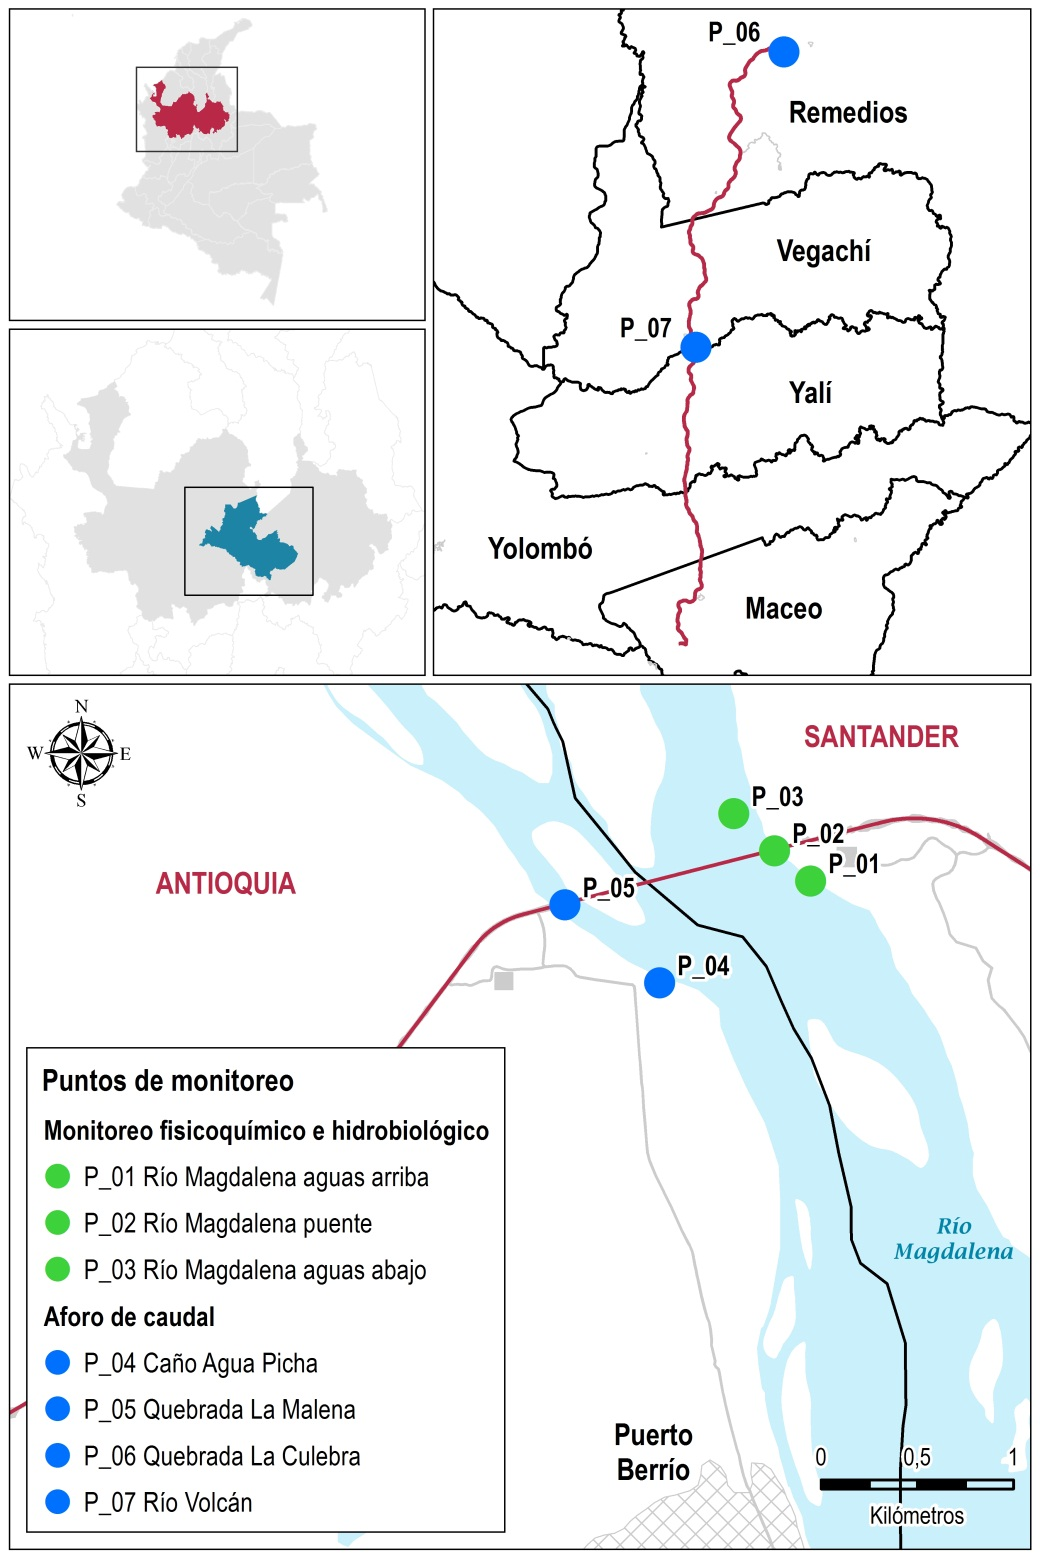 P_06
Remedios
Vegachí
P_07
Yalí
Yolombó
Maceo
N
W
E
S
SANTANDER
P_03
P_02
P_01
ANTIOQUIA
P_05
P_04
Puntos de monitoreo
Monitoreo fisicoquímico e hidrobiológico
P_01 Río Magdalena aguas arriba
P_02 Río Magdalena puente
P_03 Río Magdalena aguas abajo
Aforo de caudal
P_04 Caño Agua Picha
P_05 Quebrada La Malena
P_06 Quebrada La Culebra
P_07 Río Volcán
Río
Magdalena
Puerto
Berrío
0 0,5 1
Kilómetros